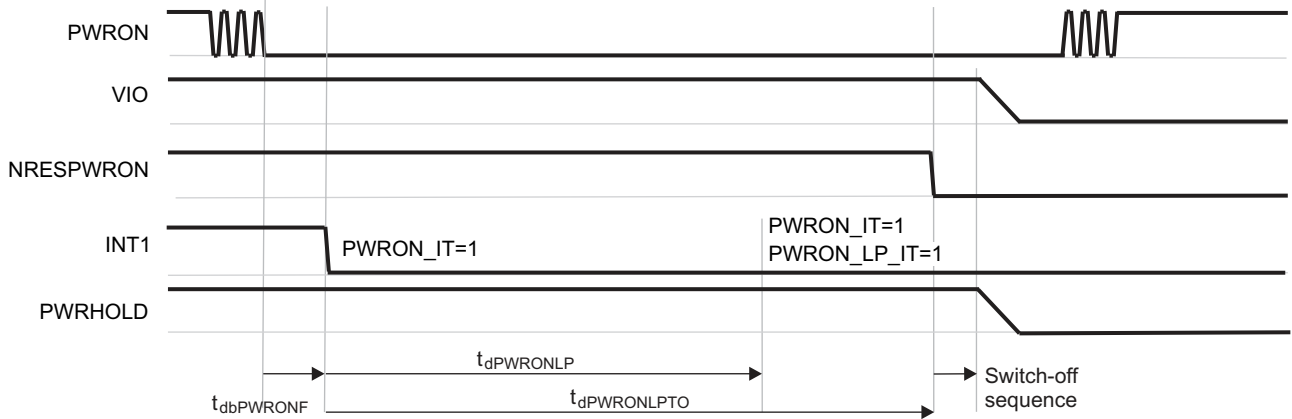 PWRON
VIO
NRESPWRON
PWRON_IT=1
INT1
PWRON_IT=1
PWRON_LP_IT=1
PWRHOLD
tdPWRONLP
Switch-off
tdbPWRONF
tdPWRONLPTO
sequence